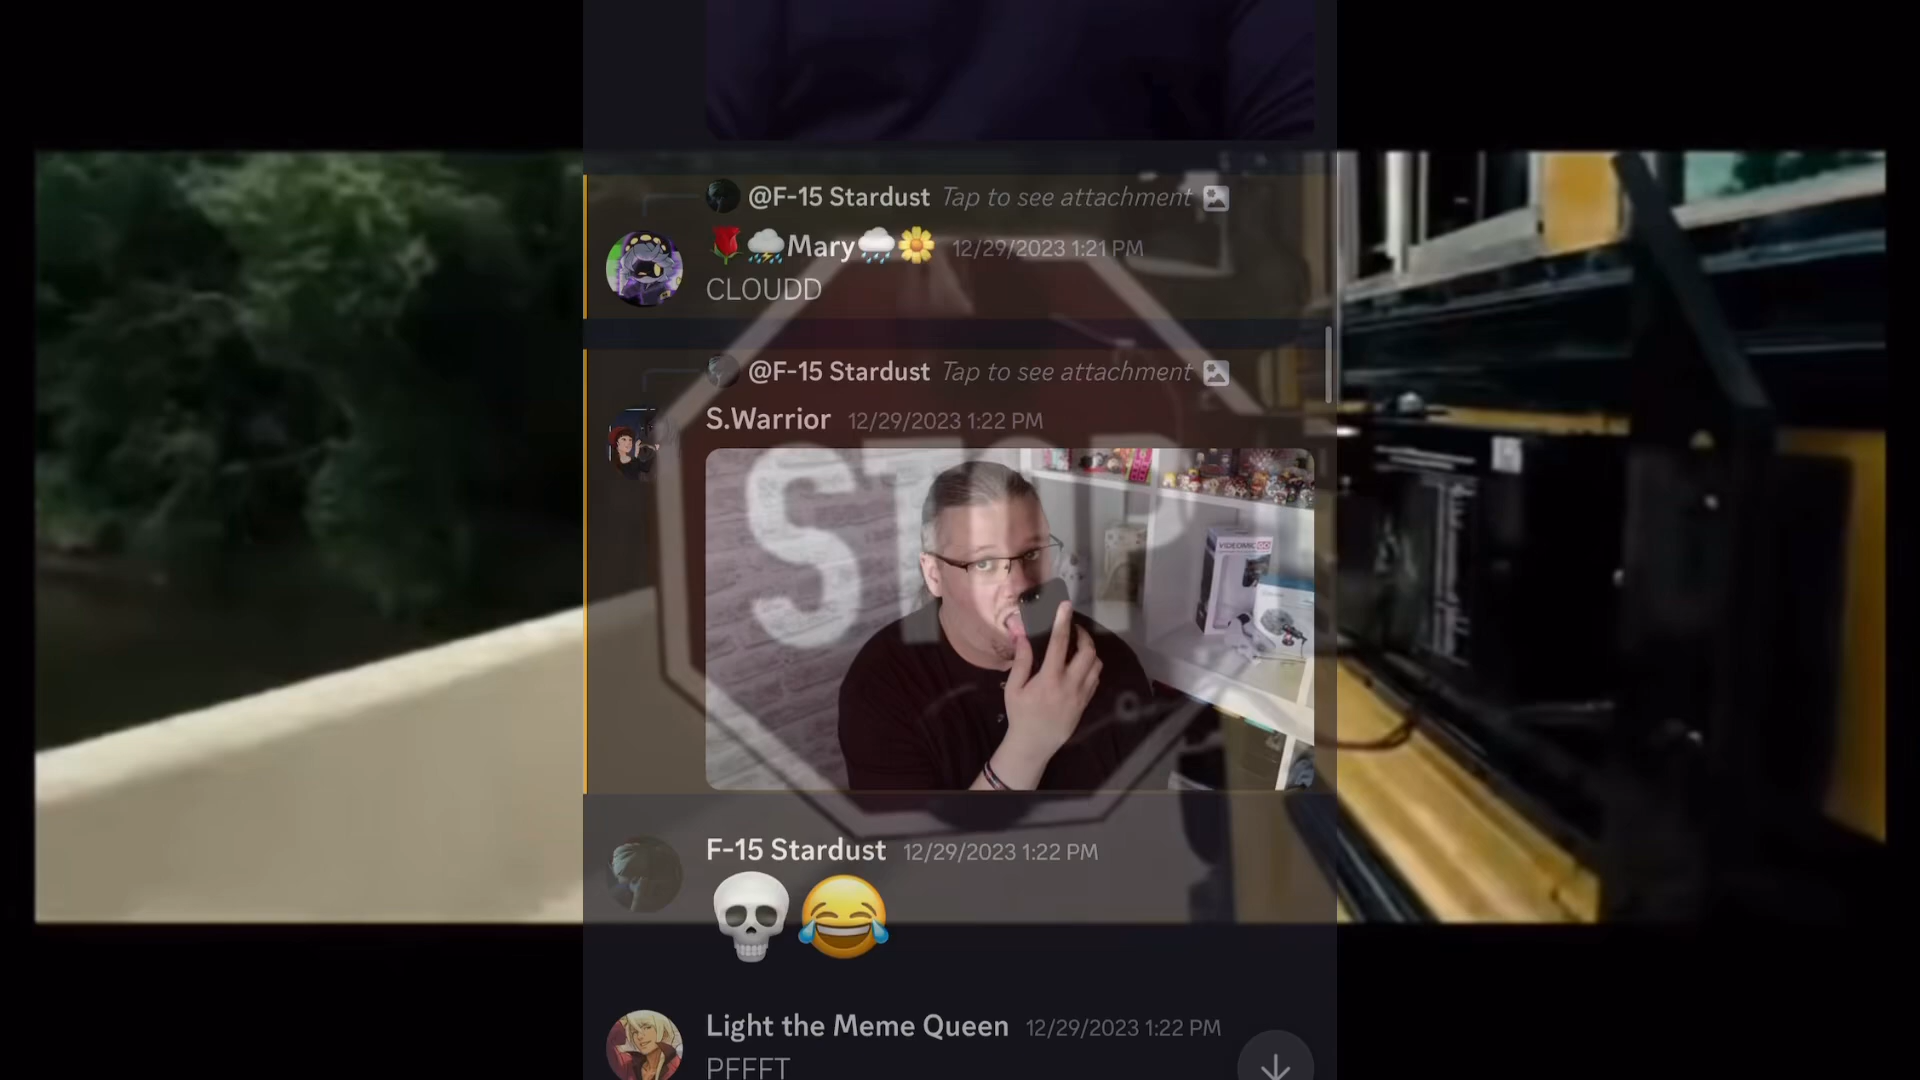 @F-15 Stardust Tap to see attachment
🌹⛈️Mary🌧️🌼 12/29/2023 1:21 PM
CLOUDD
@F-15 Stardust Tap to see attachment
S.Warrior 12/29/2023 1:22 PM
STOP
VIDEOMIC GO
F-15 Stardust 12/29/2023 1:22 PM
💀😂
Light the Meme Queen 12/29/2023 1:22 PM
PFFFT